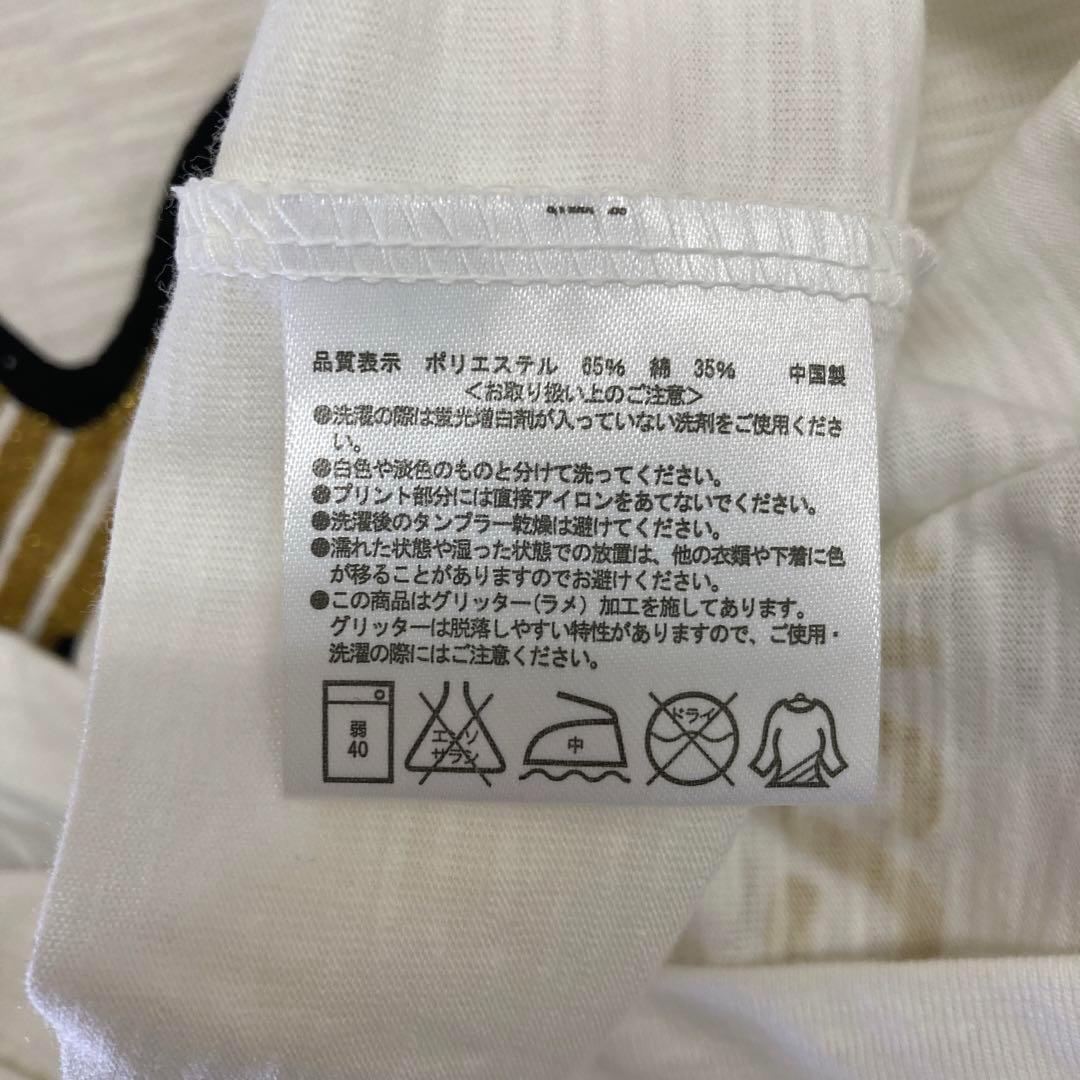 品質表示 ポリエステル 65% 綿 35% 中国製
<お取り扱い上のご注意>
●洗濯の際は蛍光増白剤が入っていない洗剤をご使用くださ
い。
●白色や淡色のものと分けて洗ってください。
●プリント部分には直接アイロンをあてないでください。
●洗濯後のタンブラー乾燥は避けてください。
●濡れた状態や湿った状態での放置は、他の衣類や下着に色
が移ることがありますのでお避けください。
●この商品はグリッター(ラメ)加工を施してあります。
グリッターは脱落しやすい特性がありますので、ご使用・
洗濯の際にはご注意ください。
弱
40
エンソ
サラシ
中
ドライ